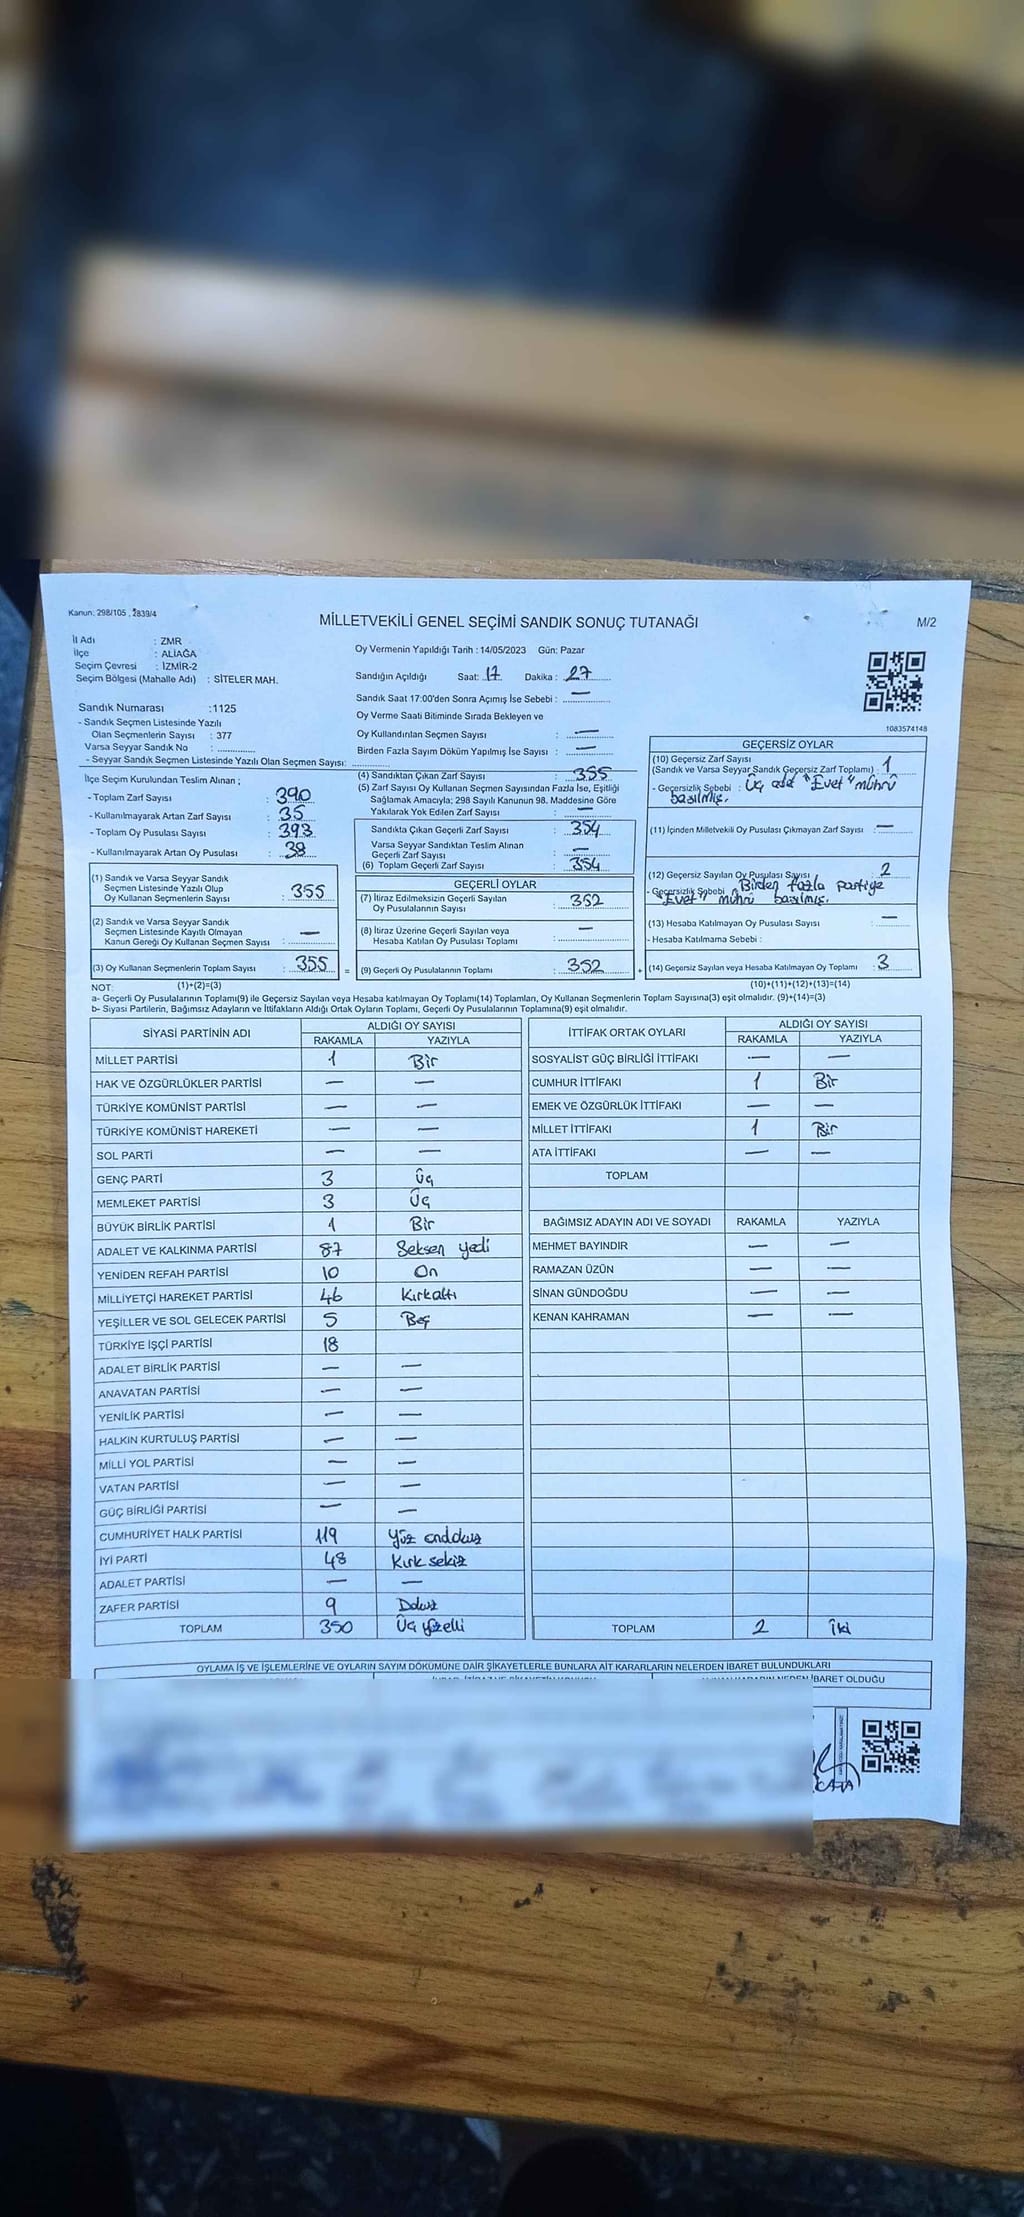 Kanun: 298/105 , 2839/4
MİLLETVEKİLİ GENEL SEÇİMİ SANDIK SONUÇ TUTANAĞI
M/2
İl Adı : ZMR
İlçe : ALİAĞA
Seçim Çevresi : İZMİR-2
Seçim Bölgesi (Mahalle Adı) : SİTELER MAH.
Oy Vermenin Yapıldığı Tarih : 14/05/2023 Gün: Pazar
Sandığın Açıldığı Saat: 17 Dakika : 27
Sandık Saat 17:00'den Sonra Açımış İse Sebebi : —
Oy Verme Saati Bitiminde Sırada Bekleyen ve
Oy Kullandırılan Seçmen Sayısı : —
Birden Fazla Sayım Döküm Yapılmış İse Sayısı : —
1083574148
Sandık Numarası :1125
- Sandık Seçmen Listesinde Yazılı
Olan Seçmenlerin Sayısı : 377
Varsa Seyyar Sandık No :
- Seyyar Sandık Seçmen Listesinde Yazılı Olan Seçmen Sayısı:
İlçe Seçim Kurulundan Teslim Alınan ;
- Toplam Zarf Sayısı : 390
- Kullanılmayarak Artan Zarf Sayısı : 35
- Toplam Oy Pusulası Sayısı : 393
- Kullanılmayarak Artan Oy Pusulası : 38
(1) Sandık ve Varsa Seyyar Sandık
Seçmen Listesinde Yazılı Olup
Oy Kullanan Seçmenlerin Sayısı : 355
(2) Sandık ve Varsa Seyyar Sandık
Seçmen Listesinde Kayıtlı Olmayan
Kanun Gereği Oy Kullanan Seçmen Sayısı : —
(3) Oy Kullanan Seçmenlerin Toplam Sayısı : 355
(4) Sandıktan Çıkan Zarf Sayısı : 355
(5) Zarf Sayısı Oy Kullanan Seçmen Sayısından Fazla İse, Eşitliği
Sağlamak Amacıyla; 298 Sayılı Kanunun 98. Maddesine Göre
Yakılarak Yok Edilen Zarf Sayısı : —
Sandıkta Çıkan Geçerli Zarf Sayısı : 354
Varsa Seyyar Sandıktan Teslim Alınan
Geçerli Zarf Sayısı : —
(6) Toplam Geçerli Zarf Sayısı : 354
GEÇERLİ OYLAR
(7) İtiraz Edilmeksizin Geçerli Sayılan
Oy Pusulalarının Sayısı : 352
(8) İtiraz Üzerine Geçerli Sayılan veya
Hesaba Katılan Oy Pusulası Toplamı : —
= (9) Geçerli Oy Pusulalarının Toplamı : 352
GEÇERSİZ OYLAR
(10) Geçersiz Zarf Sayısı
(Sandık ve Varsa Seyyar Sandık Geçersiz Zarf Toplamı) : 1
- Geçersizlik Sebebi : Üç add "Evet" mührü
basılmış.
(11) İçinden Milletvekili Oy Pusulası Çıkmayan Zarf Sayısı : —
(12) Geçersiz Sayılan Oy Pusulası Sayısı : 2
- Geçersizlik Sebebi : Birden fazla partiye
"Evet" mührü basılmış.
(13) Hesaba Katılmayan Oy Pusulası Sayısı : —
- Hesaba Katılmama Sebebi :
+ (14) Geçersiz Sayılan veya Hesaba Katılmayan Oy Toplamı : 3
NOT: (1)+(2)=(3) (10)+(11)+(12)+(13)=(14)
a- Geçerli Oy Pusulalarının Toplamı(9) ile Geçersiz Sayılan veya Hesaba katılmayan Oy Toplamı(14) Toplamları, Oy Kullanan Seçmenlerin Toplam Sayısına(3) eşit olmalıdır. (9)+(14)=(3)
b- Siyasi Partilerin, Bağımsız Adayların ve İttifakların Aldığı Ortak Oyların Toplamı, Geçerli Oy Pusulalarının Toplamına(9) eşit olmalıdır.
SİYASİ PARTİNİN ADI ALDIĞI OY SAYISI
RAKAMLA YAZIYLA
MİLLET PARTİSİ 1 Bir
HAK VE ÖZGÜRLÜKLER PARTİSİ — —
TÜRKİYE KOMÜNİST PARTİSİ — —
TÜRKİYE KOMÜNİST HAREKETİ — —
SOL PARTİ — —
GENÇ PARTİ 3 Üç
MEMLEKET PARTİSİ 3 Üç
BÜYÜK BİRLİK PARTİSİ 1 Bir
ADALET VE KALKINMA PARTİSİ 87 Seksen yedi
YENİDEN REFAH PARTİSİ 10 On
MİLLİYETÇİ HAREKET PARTİSİ 46 Kırkaltı
YEŞİLLER VE SOL GELECEK PARTİSİ 5 Beş
TÜRKİYE İŞÇİ PARTİSİ 18
ADALET BİRLİK PARTİSİ — —
ANAVATAN PARTİSİ — —
YENİLİK PARTİSİ — —
HALKIN KURTULUŞ PARTİSİ — —
MİLLİ YOL PARTİSİ — —
VATAN PARTİSİ — —
GÜÇ BİRLİĞİ PARTİSİ — —
CUMHURİYET HALK PARTİSİ 119 Yüz ondokuz
İYİ PARTİ 48 Kırk sekiz
ADALET PARTİSİ — —
ZAFER PARTİSİ 9 Dokuz
TOPLAM 350 Üç yüzelli
İTTİFAK ORTAK OYLARI ALDIĞI OY SAYISI
RAKAMLA YAZIYLA
SOSYALİST GÜÇ BİRLİĞİ İTTİFAKI — —
CUMHUR İTTİFAKI 1 Bir
EMEK VE ÖZGÜRLÜK İTTİFAKI — —
MİLLET İTTİFAKI 1 Bir
ATA İTTİFAKI — —
TOPLAM
BAĞIMSIZ ADAYIN ADI VE SOYADI RAKAMLA YAZIYLA
MEHMET BAYINDIR — —
RAMAZAN ÜZÜN — —
SİNAN GÜNDOĞDU — —
KENAN KAHRAMAN — —
TOPLAM 2 İki
OYLAMA İŞ VE İŞLEMLERİNE VE OYLARIN SAYIM DÖKÜMÜNE DAİR ŞİKAYETLERLE BUNLARA AİT KARARLARIN NELERDEN İBARET BULUNDUKLARI
İBARET OLDUĞU